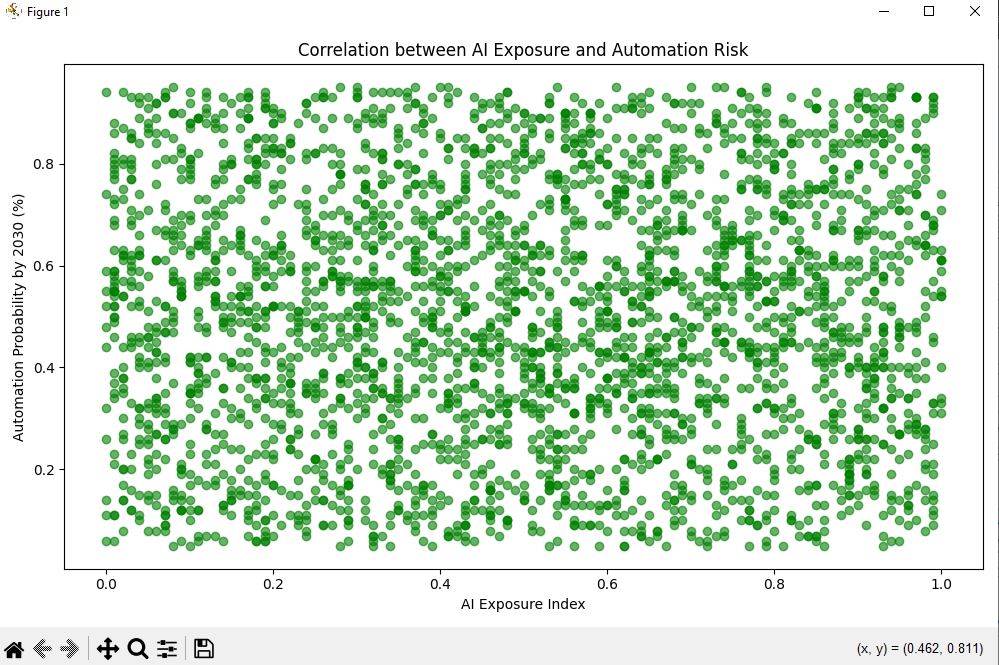 Figure 1
Correlation between AI Exposure and Automation Risk
Automation Probability by 2030 (%)
0.8
0.6
0.4
0.2
0.0 0.2 0.4 0.6 0.8 1.0
AI Exposure Index
(x, y) = (0.462, 0.811)